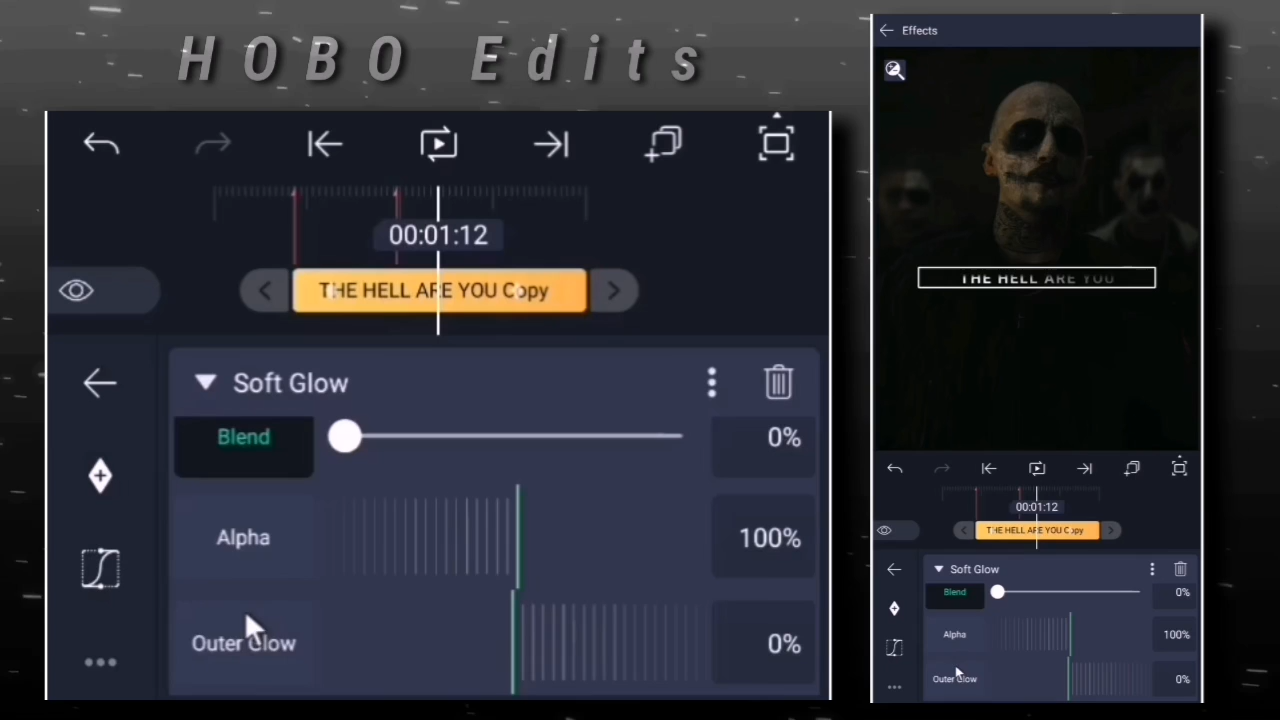 HOBO Edits
00:01:12
THE HELL ARE YOU Copy
Soft Glow
Blend
0%
Alpha
100%
Outer Glow
0%
Effects
THE HELL ARE YOU
00:01:12
THE HELL ARE YOU Copy
Soft Glow
Blend
0%
Alpha
100%
Outer Glow
0%